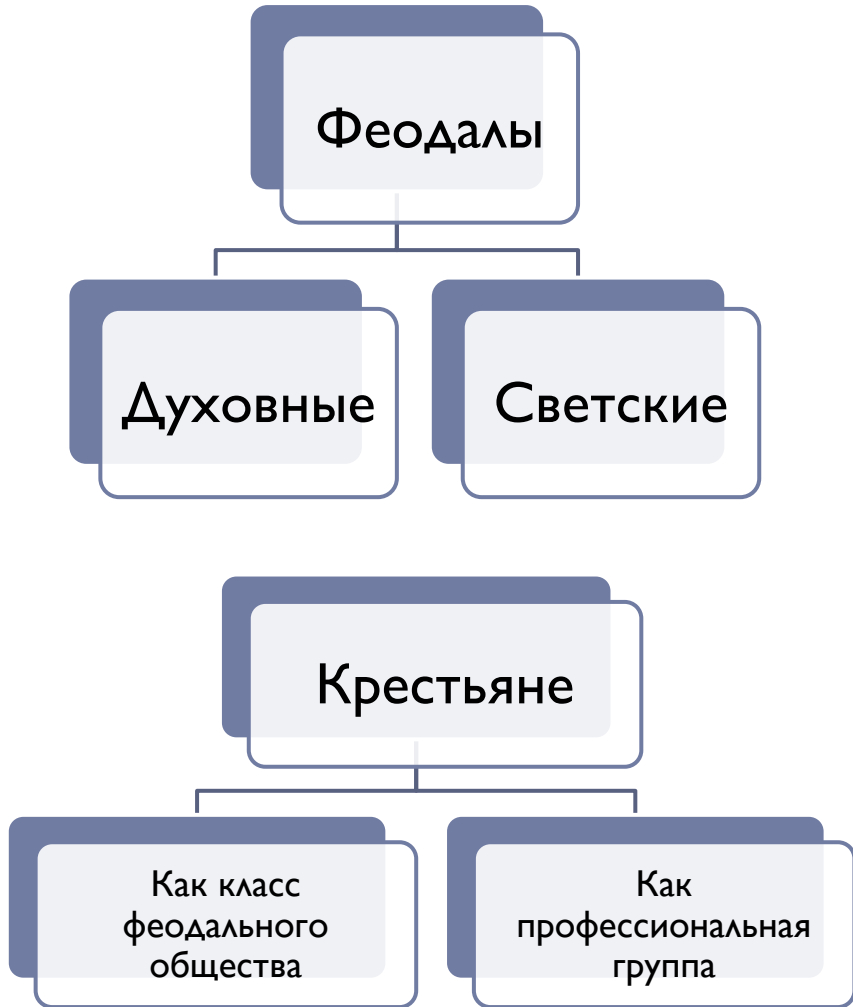 Феодалы
Духовные
Светские
Крестьяне
Как класс
феодального
общества
Как
профессиональная
группа